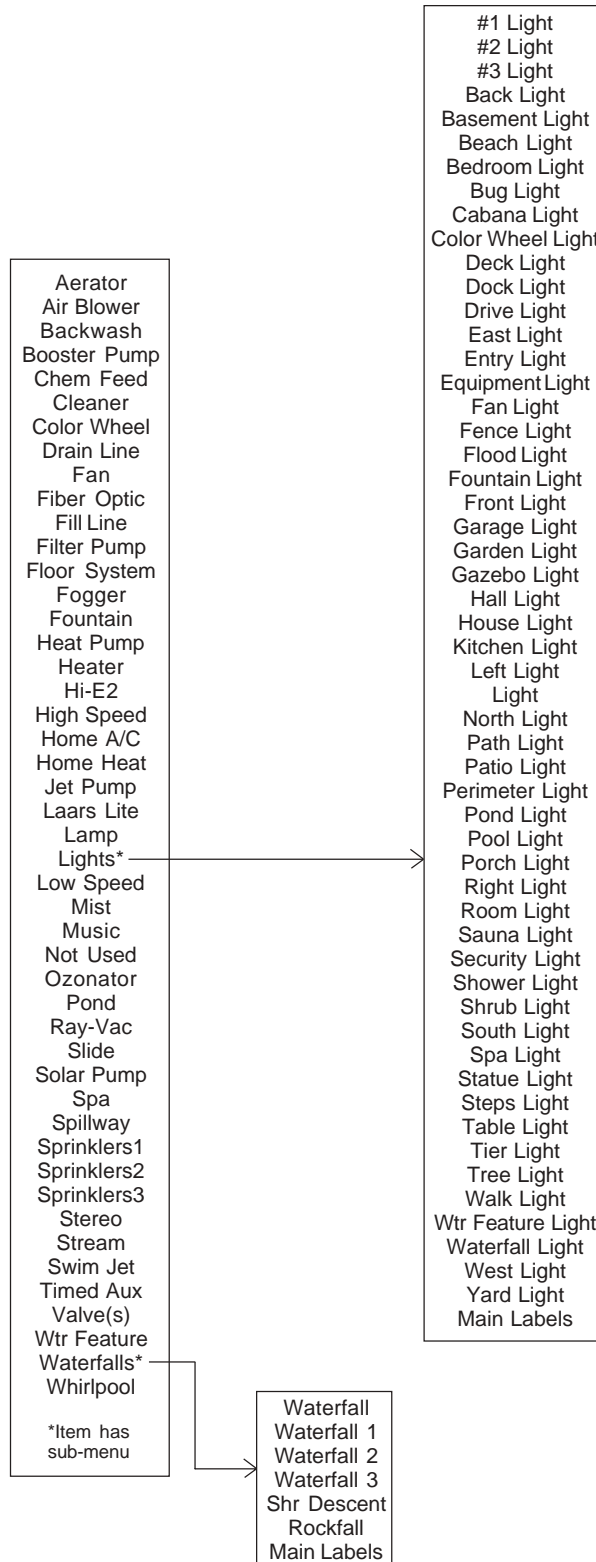 Aerator
Air Blower
Backwash
Booster Pump
Chem Feed
Cleaner
Color Wheel
Drain Line
Fan
Fiber Optic
Fill Line
Filter Pump
Floor System
Fogger
Fountain
Heat Pump
Heater
Hi-E2
High Speed
Home A/C
Home Heat
Jet Pump
Laars Lite
Lamp
Lights*
Low Speed
Mist
Music
Not Used
Ozonator
Pond
Ray-Vac
Slide
Solar Pump
Spa
Spillway
Sprinklers1
Sprinklers2
Sprinklers3
Stereo
Stream
Swim Jet
Timed Aux
Valve(s)
Wtr Feature
Waterfalls*
Whirlpool
*Item has
sub-menu
#1 Light
#2 Light
#3 Light
Back Light
Basement Light
Beach Light
Bedroom Light
Bug Light
Cabana Light
Color Wheel Light
Deck Light
Dock Light
Drive Light
East Light
Entry Light
Equipment Light
Fan Light
Fence Light
Flood Light
Fountain Light
Front Light
Garage Light
Garden Light
Gazebo Light
Hall Light
House Light
Kitchen Light
Left Light
Light
North Light
Path Light
Patio Light
Perimeter Light
Pond Light
Pool Light
Porch Light
Right Light
Room Light
Sauna Light
Security Light
Shower Light
Shrub Light
South Light
Spa Light
Statue Light
Steps Light
Table Light
Tier Light
Tree Light
Walk Light
Wtr Feature Light
Waterfall Light
West Light
Yard Light
Main Labels
Waterfall
Waterfall 1
Waterfall 2
Waterfall 3
Shr Descent
Rockfall
Main Labels